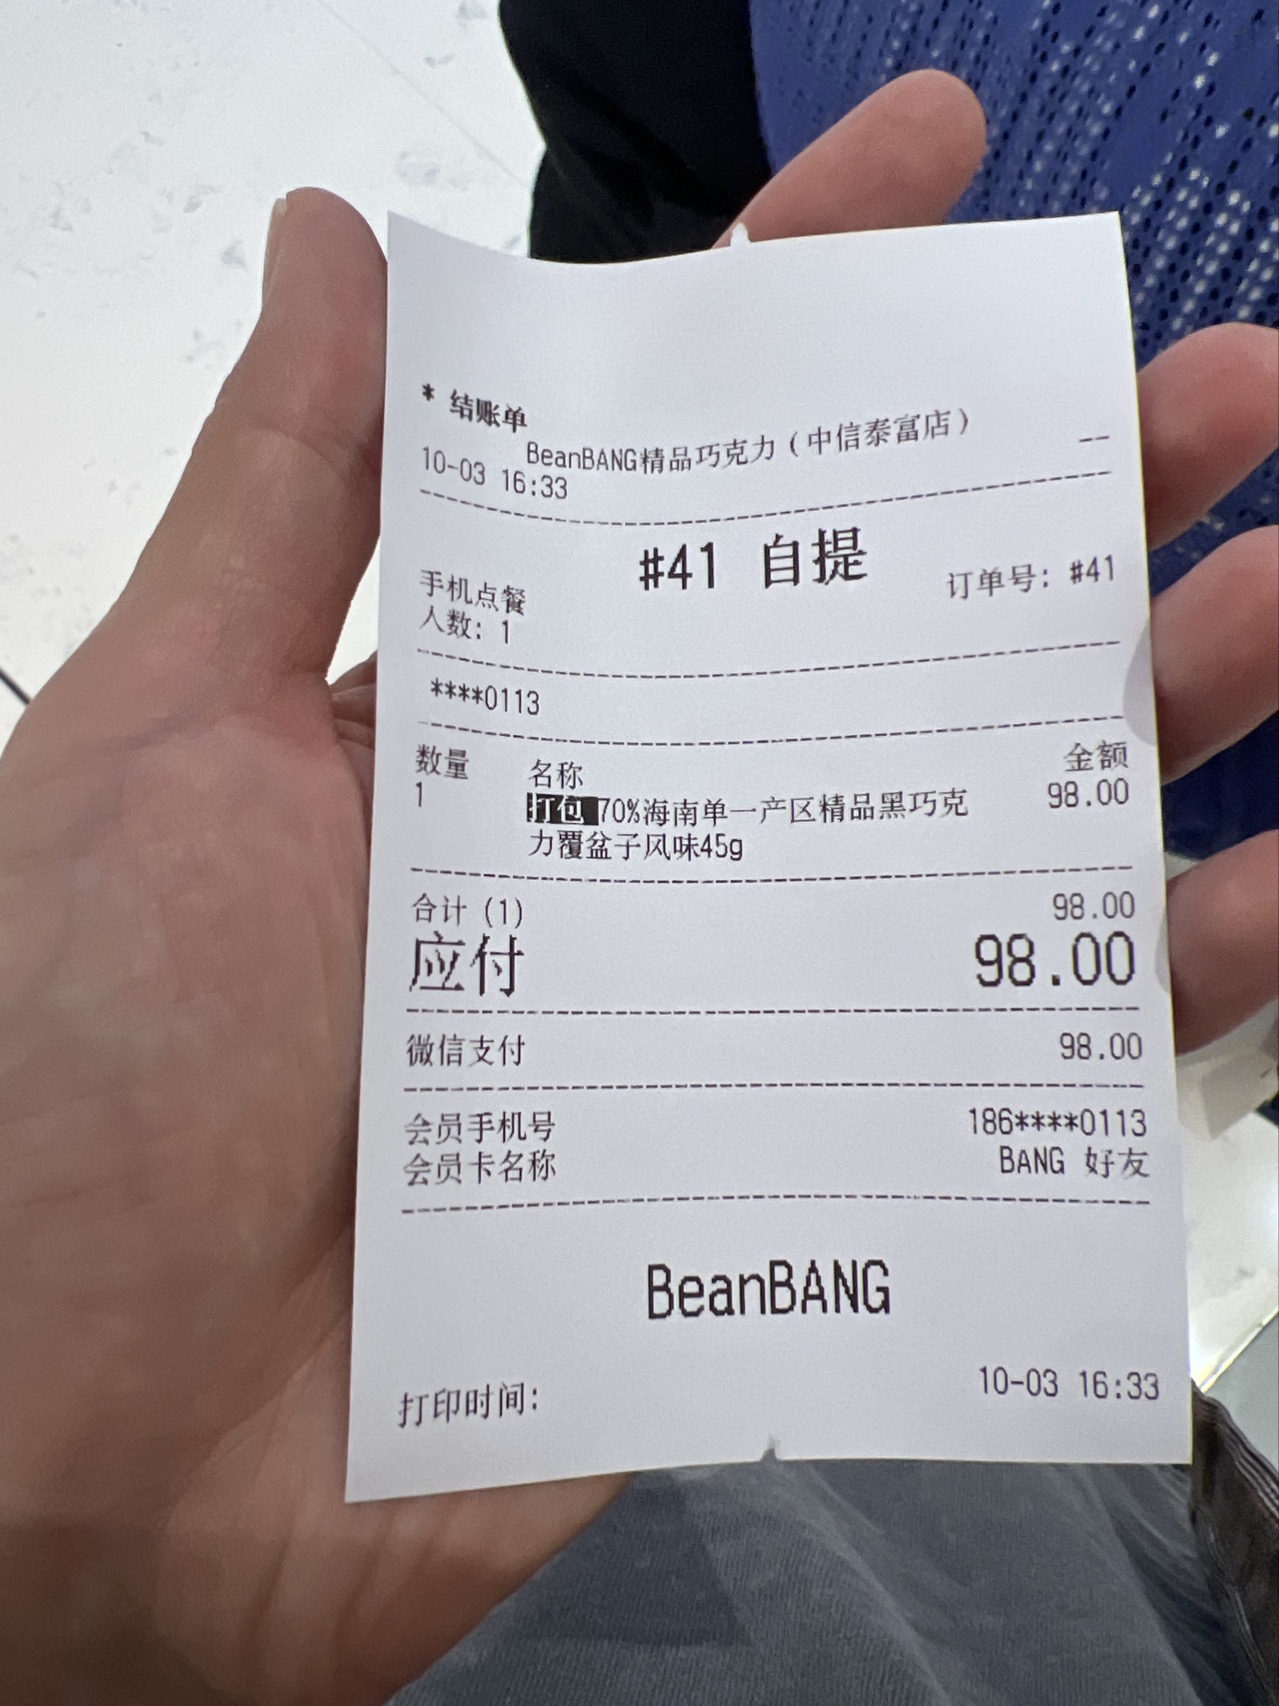 * 结账单
BeanBANG精品巧克力（中信泰富店） --
10-03 16:33
#41 自提
手机点餐 订单号: #41
人数: 1
****0113
数量 名称 金额
1 打包 70%海南单一产区精品黑巧克 98.00
力覆盆子风味45g
合计 (1) 98.00
应付 98.00
微信支付 98.00
会员手机号 186****0113
会员卡名称 BANG 好友
BeanBANG
打印时间: 10-03 16:33